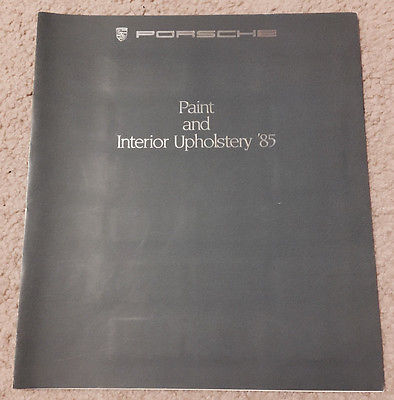 PORSCHE
Paint
and
Interior Upholstery '85